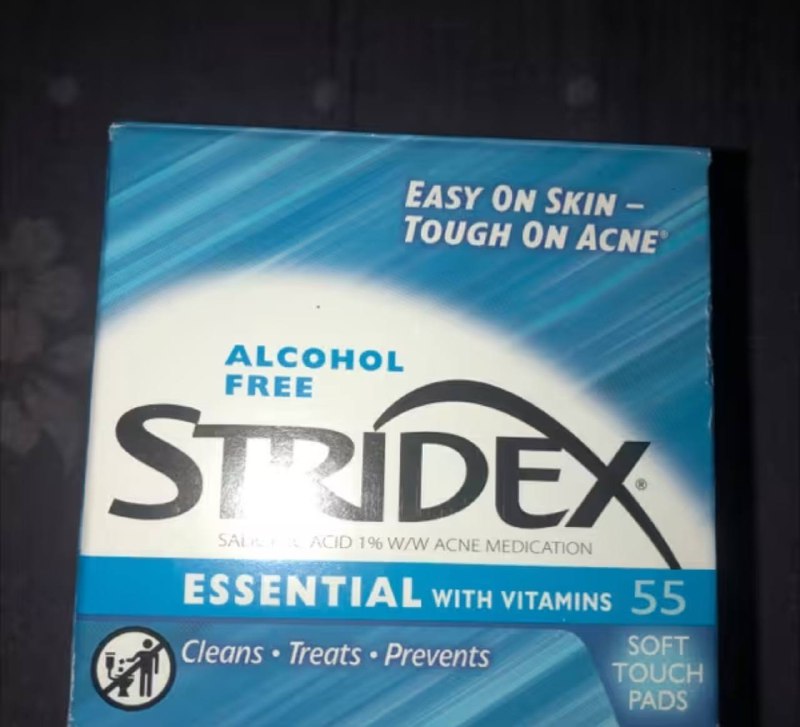 EASY ON SKIN –
TOUGH ON ACNE®
ALCOHOL
FREE
STRIDEX®
ACID 1% W/W ACNE MEDICATION
ESSENTIAL WITH VITAMINS 55
Cleans • Treats • Prevents
SOFT
TOUCH
PADS